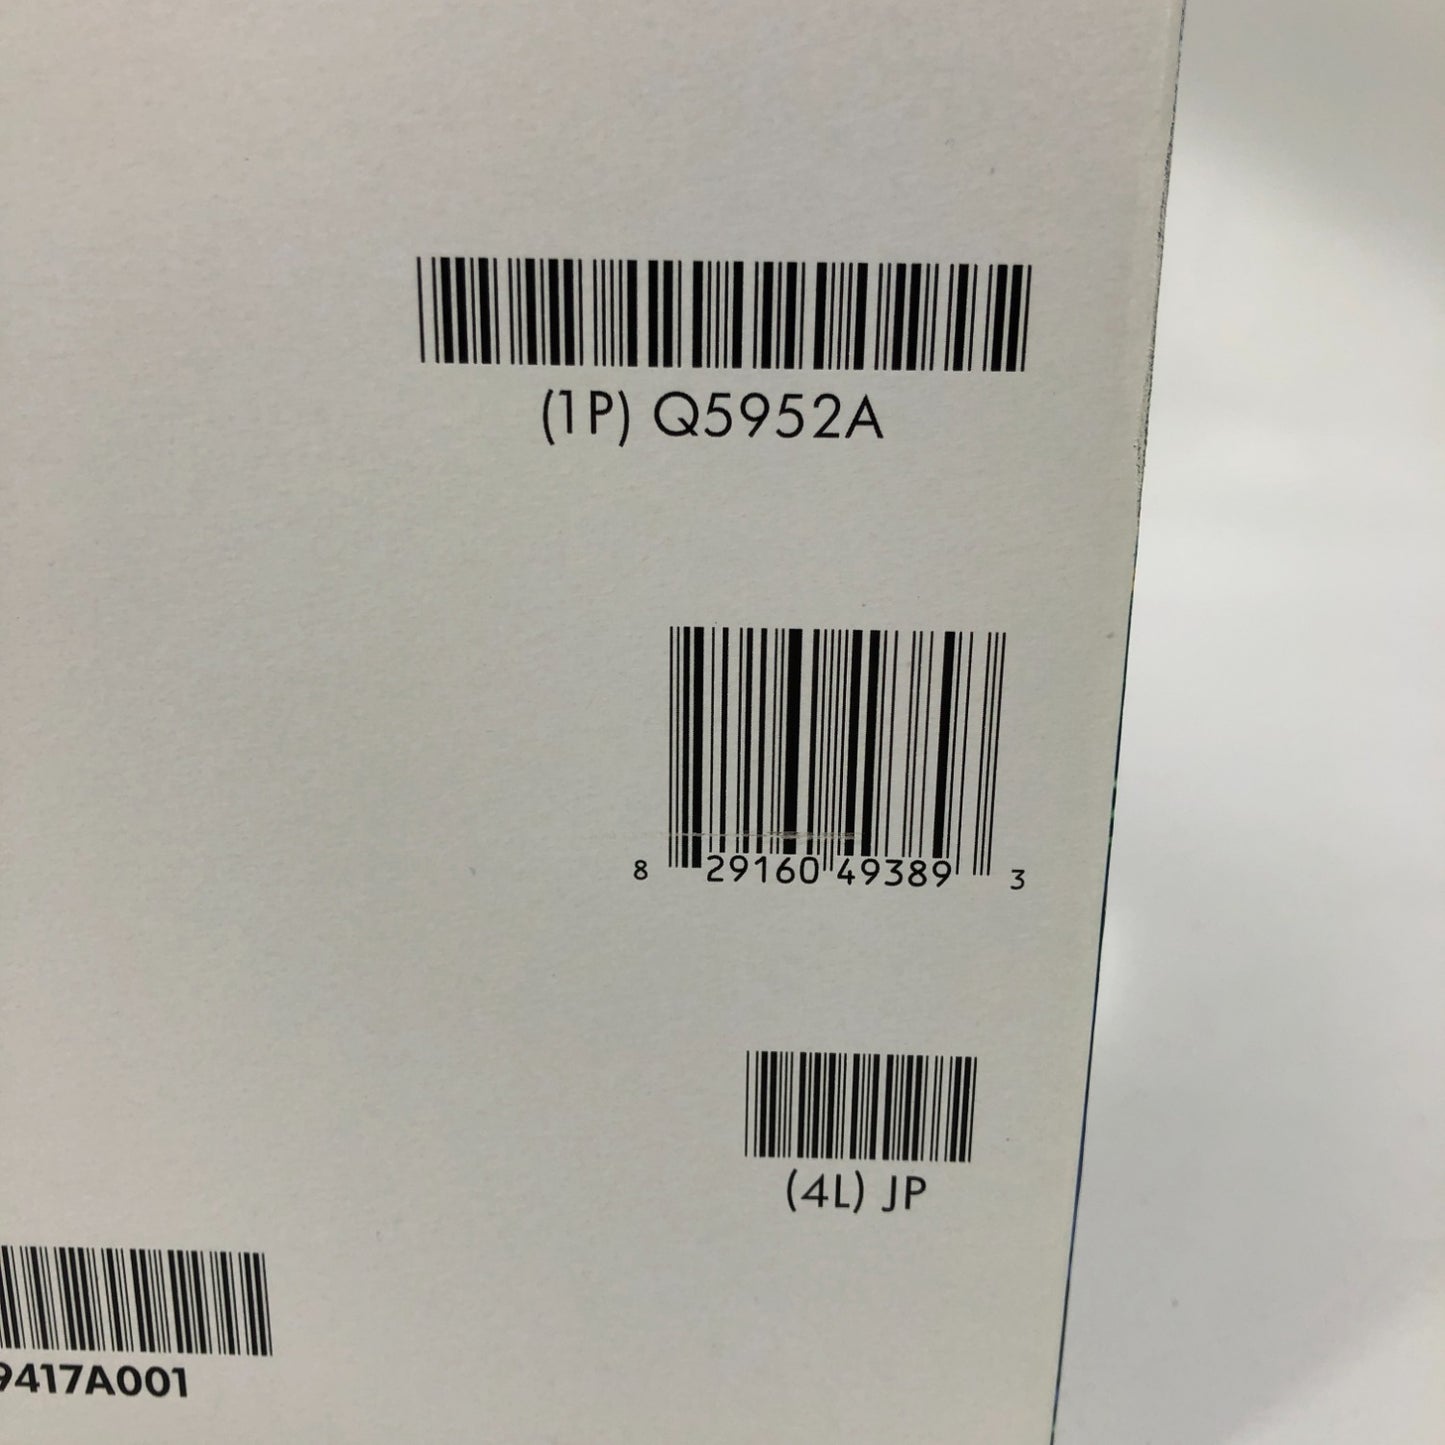 (1P) Q5952A
8 29160 49389 3
(4L) JP
9417A001